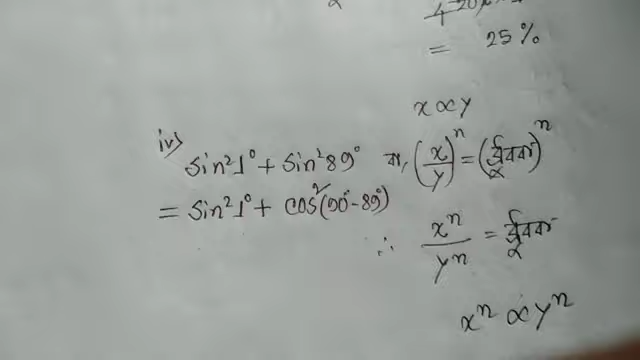 = 25%
x ∝ y
iv) sin²1° + sin²89°
= sin²1° + cos²(90° - 89°)
বা, (x/y)ⁿ = (ধ্রুবক)ⁿ
∴ xⁿ/yⁿ = ধ্রুবক
xⁿ ∝ yⁿ